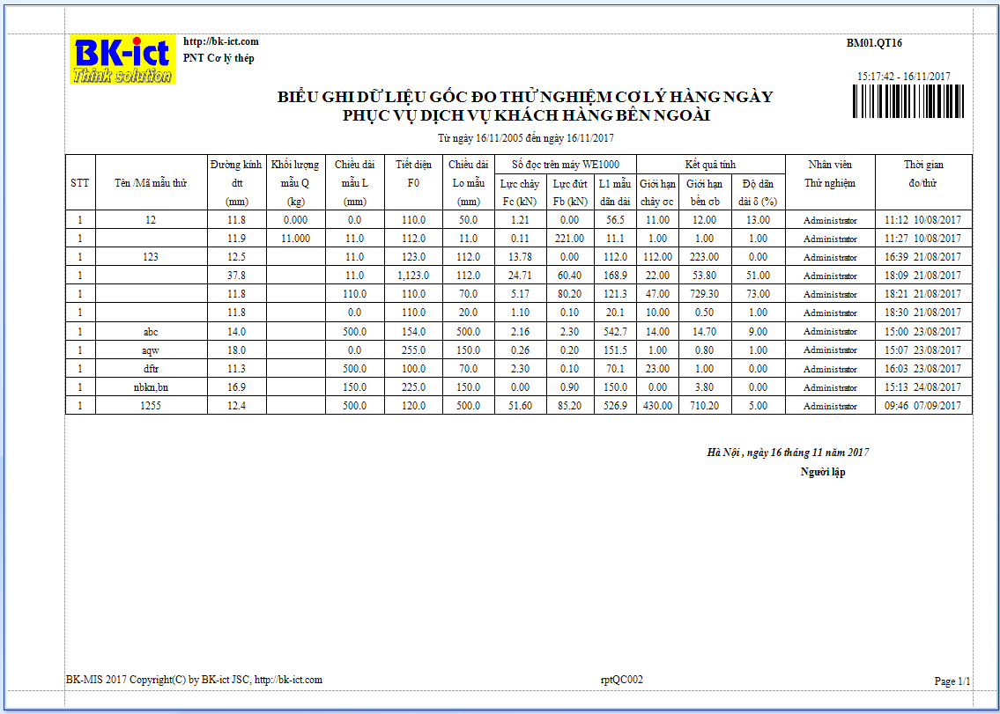 BK-ict
Think solution
http://bk-ict.com
PNT Cơ lý thép
BM01.QT16
15:17:42 - 16/11/2017
BIỂU GHI DỮ LIỆU GỐC ĐO THỬ NGHIỆM CƠ LÝ HÀNG NGÀY
PHỤC VỤ DỊCH VỤ KHÁCH HÀNG BÊN NGOÀI
Từ ngày 16/11/2005 đến ngày 16/11/2017
Đường kính Khối lượng Chiều dài Tiết diện Chiều dài Số đọc trên máy WE1000 Kết quả tính Nhân viên Thời gian
STT Tên /Mã mẫu thử dtt mẫu Q mẫu L F0 Lo mẫu Lực chảy Lực đứt L1 mẫu Giới hạn Giới hạn Độ dãn Thử nghiệm đo/thử
(mm) (kg) (mm) (mm) Fc (kN) Fb (kN) dãn dài chảy σc bền σb dài δ (%)
1 12 11.8 0.000 0.0 110.0 50.0 1.21 0.00 56.5 11.00 12.00 13.00 Administrator 11:12 10/08/2017
1 11.9 11.000 11.0 112.0 11.0 0.11 221.00 11.1 1.00 1.00 1.00 Administrator 11:27 10/08/2017
1 123 12.5 11.0 123.0 112.0 13.78 0.00 112.0 112.00 223.00 0.00 Administrator 16:39 21/08/2017
1 37.8 11.0 1,123.0 112.0 24.71 60.40 168.9 22.00 53.80 51.00 Administrator 18:09 21/08/2017
1 11.8 110.0 110.0 70.0 5.17 80.20 121.3 47.00 729.30 73.00 Administrator 18:21 21/08/2017
1 11.8 0.0 110.0 20.0 1.10 0.10 20.1 10.00 0.50 1.00 Administrator 18:30 21/08/2017
1 abc 14.0 500.0 154.0 500.0 2.16 2.30 542.7 14.00 14.70 9.00 Administrator 15:00 23/08/2017
1 aqw 18.0 0.0 255.0 150.0 0.26 0.20 151.5 1.00 0.80 1.00 Administrator 15:07 23/08/2017
1 dftr 11.3 500.0 100.0 70.0 2.30 0.10 70.1 23.00 1.00 0.00 Administrator 16:03 23/08/2017
1 nbkn,bn 16.9 150.0 225.0 150.0 0.00 0.90 150.0 0.00 3.80 0.00 Administrator 15:13 24/08/2017
1 1255 12.4 500.0 120.0 500.0 51.60 85.20 526.9 430.00 710.20 5.00 Administrator 09:46 07/09/2017
Hà Nội , ngày 16 tháng 11 năm 2017
Người lập
BK-MIS 2017 Copyright(C) by BK-ict JSC, http://bk-ict.com
rptQC002
Page 1/1